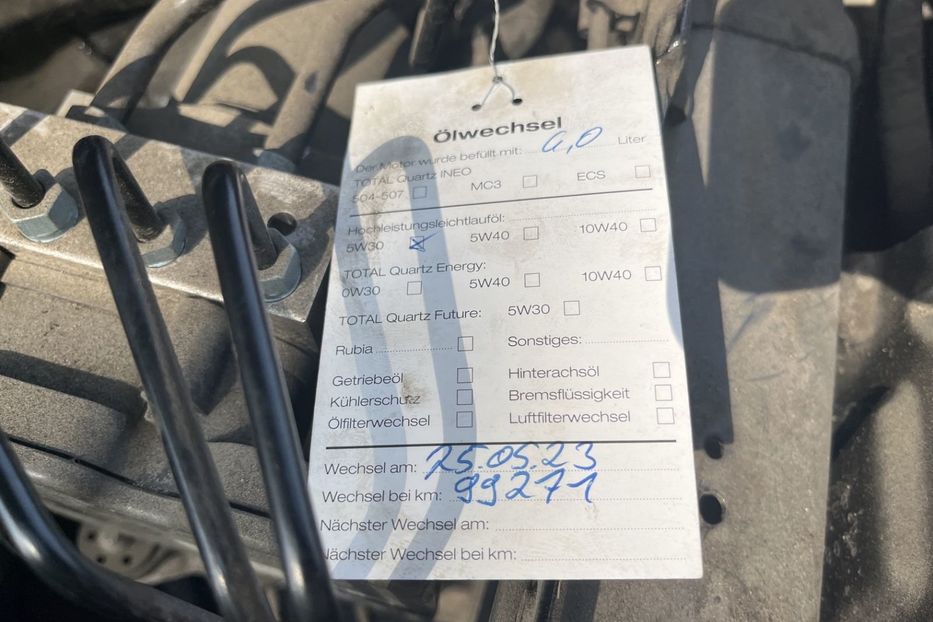 Ölwechsel
Der Motor wurde befüllt mit: 6,0 Liter
TOTAL Quartz INEO
504-507 MC3 ECS
Hochleistungsleichtlauföl:
5W30 5W40 10W40
TOTAL Quartz Energy:
0W30 5W40 10W40
TOTAL Quartz Future: 5W30
Rubia Sonstiges:
Getriebeöl Hinterachsöl
Kühlerschutz Bremsflüssigkeit
Ölfilterwechsel Luftfilterwechsel
Wechsel am: 25.05.23
Wechsel bei km: 99271
Nächster Wechsel am:
Nächster Wechsel bei km: